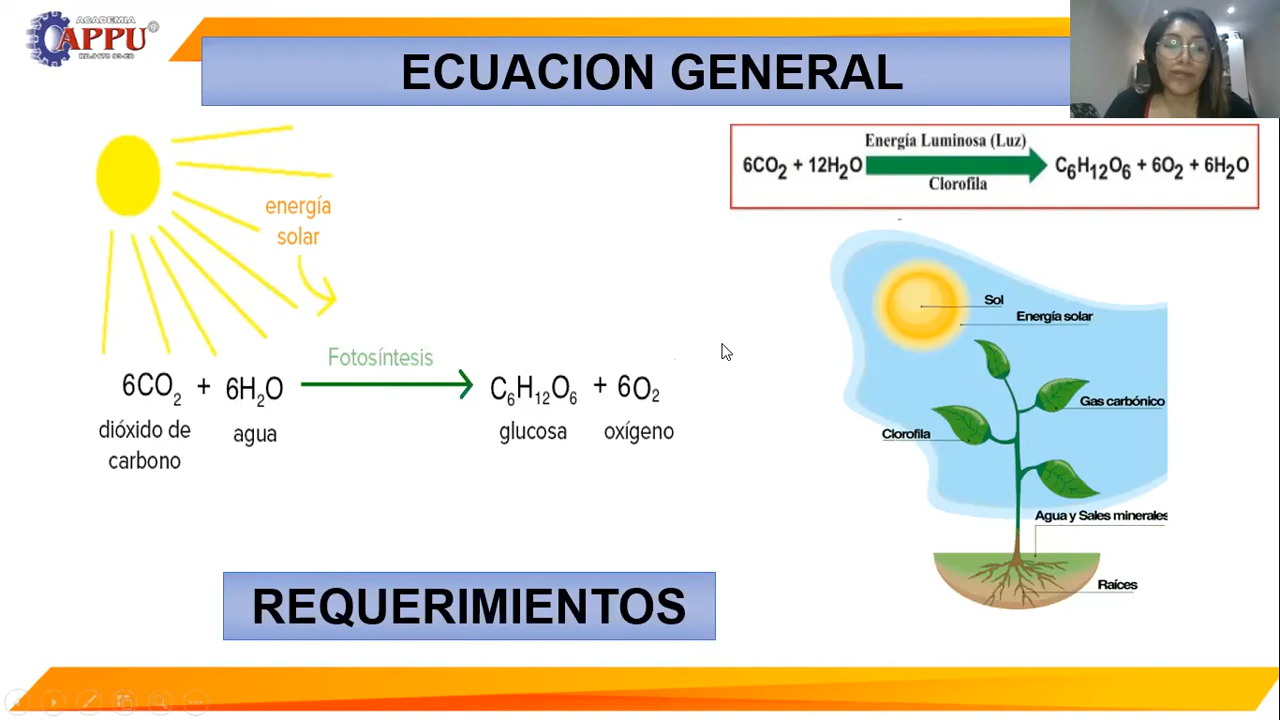 ACADEMIA
APPU®
ECUACION GENERAL
energía
solar
Fotosíntesis
6CO2 + 6H2O C6H12O6 + 6O2
dióxido de
carbono
agua
glucosa
oxígeno
Energía Luminosa (Luz)
6CO2 + 12H2O C6H12O6 + 6O2 + 6H2O
Clorofila
Sol
Energía solar
Gas carbónico
Clorofila
Agua y Sales minerales
Raíces
REQUERIMIENTOS